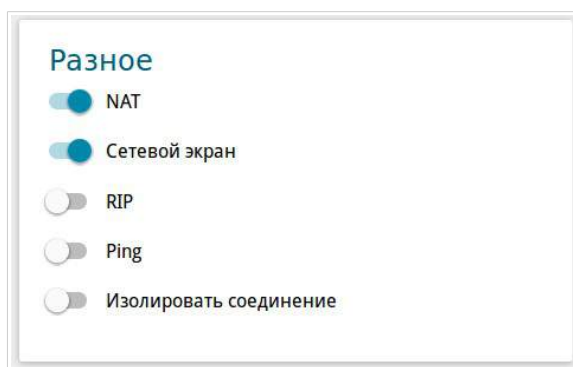 Разное
NAT
Сетевой экран
RIP
Ping
Изолировать соединение